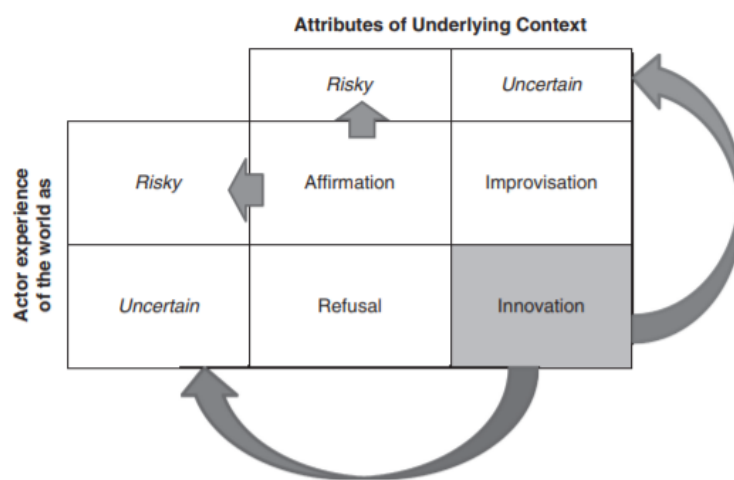 Attributes of Underlying Context
Risky
Uncertain
Actor experience
of the world as
Risky
Affirmation
Improvisation
Uncertain
Refusal
Innovation